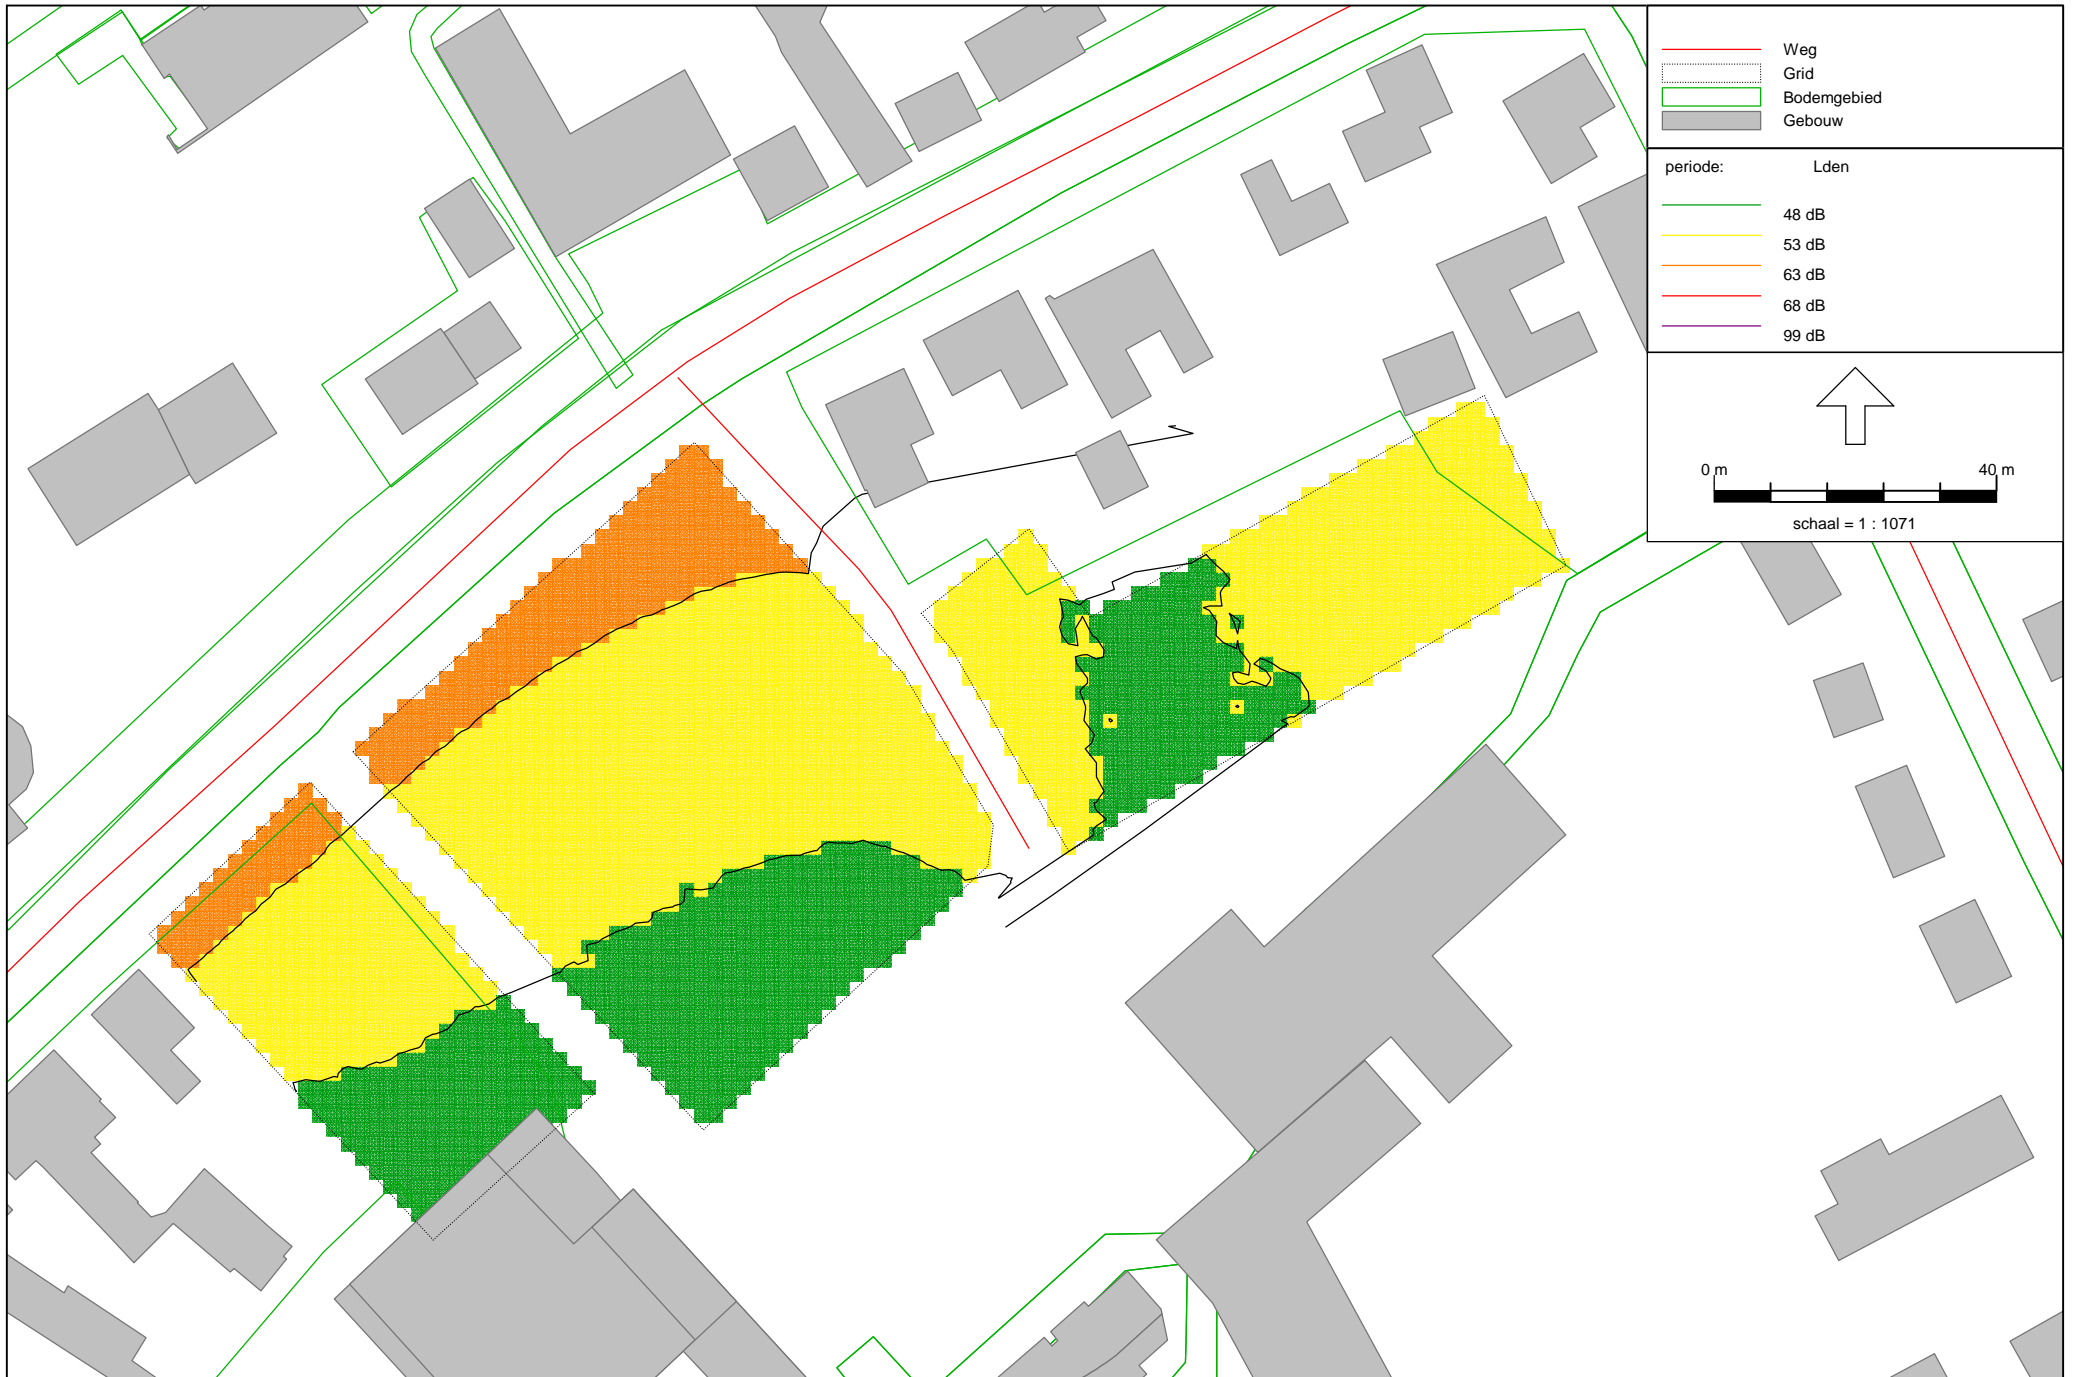 Weg
Grid
Bodemgebied
Gebouw
periode: Lden
48 dB
53 dB
63 dB
68 dB
99 dB
0 m 40 m
schaal = 1 : 1071